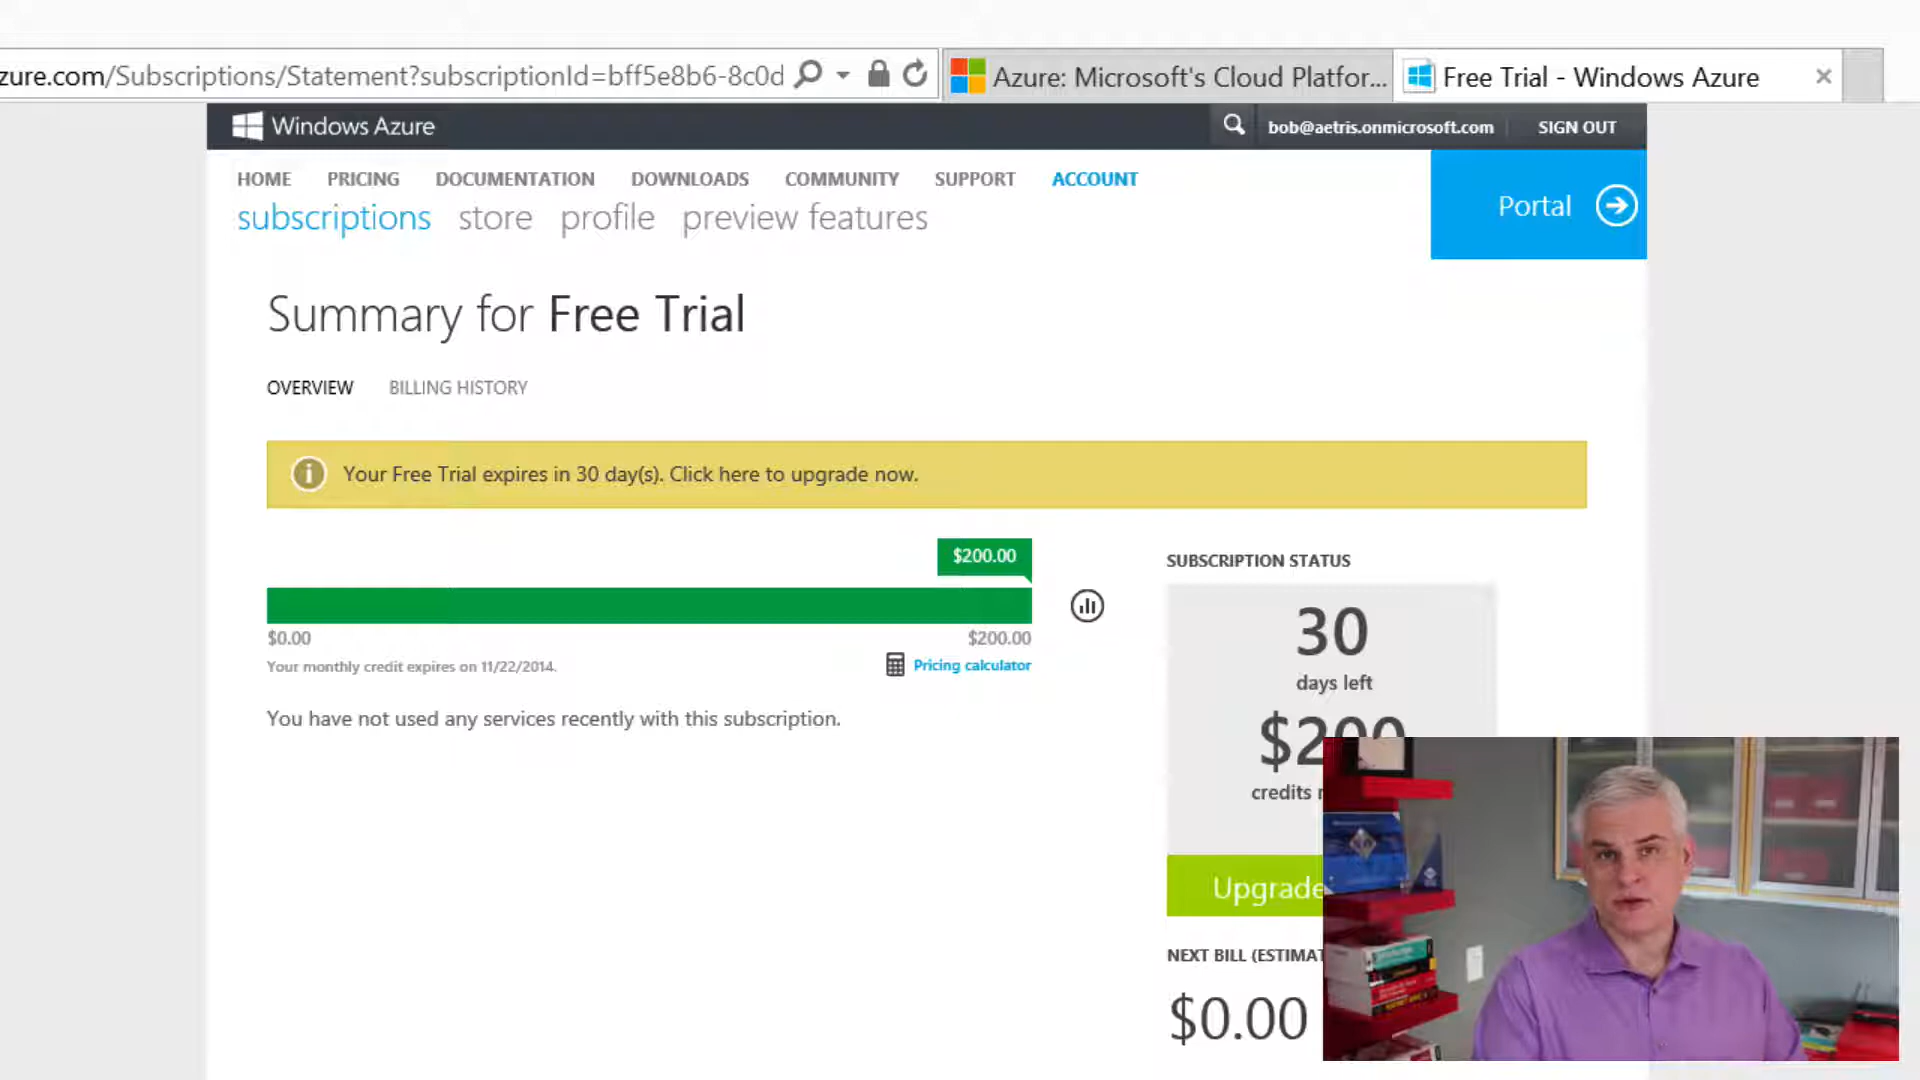 zure.com/Subscriptions/Statement?subscriptionId=bff5e8b6-8c0d
Azure: Microsoft's Cloud Platfor...
Free Trial - Windows Azure
Windows Azure
bob@aetris.onmicrosoft.com
SIGN OUT
HOME PRICING DOCUMENTATION DOWNLOADS COMMUNITY SUPPORT ACCOUNT
subscriptions store profile preview features
Portal
Summary for Free Trial
OVERVIEW BILLING HISTORY
Your Free Trial expires in 30 day(s). Click here to upgrade now.
$200.00
$0.00
$200.00
Your monthly credit expires on 11/22/2014.
Pricing calculator
You have not used any services recently with this subscription.
SUBSCRIPTION STATUS
30
days left
$200
credits
Upgrade
NEXT BILL (ESTIMAT
$0.00